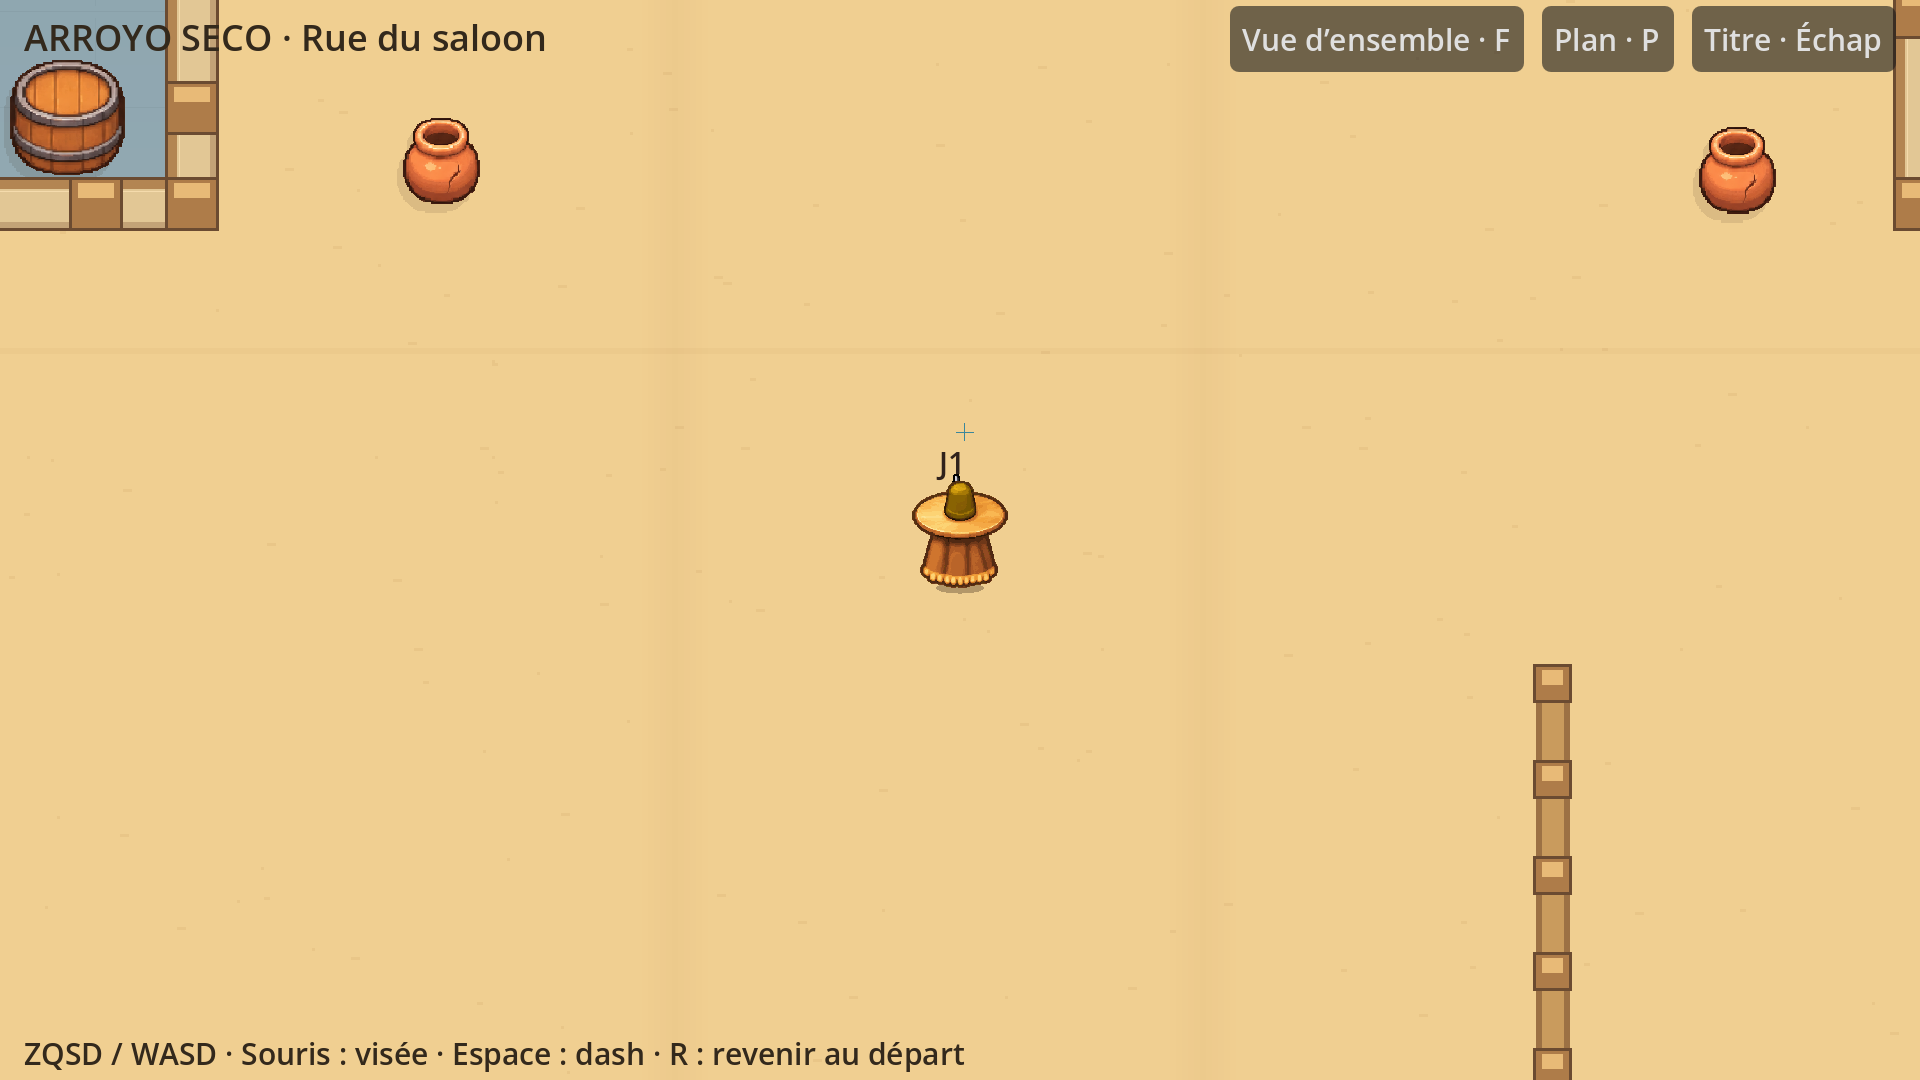 ARROYO SECO · Rue du saloon
Vue d’ensemble · F
Plan · P
Titre · Échap
J1
ZQSD / WASD · Souris : visée · Espace : dash · R : revenir au départ